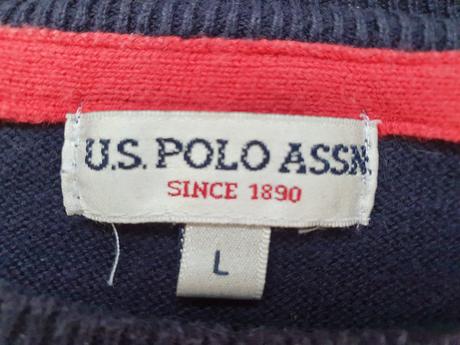 U.S. POLO ASSN.
SINCE 1890
L